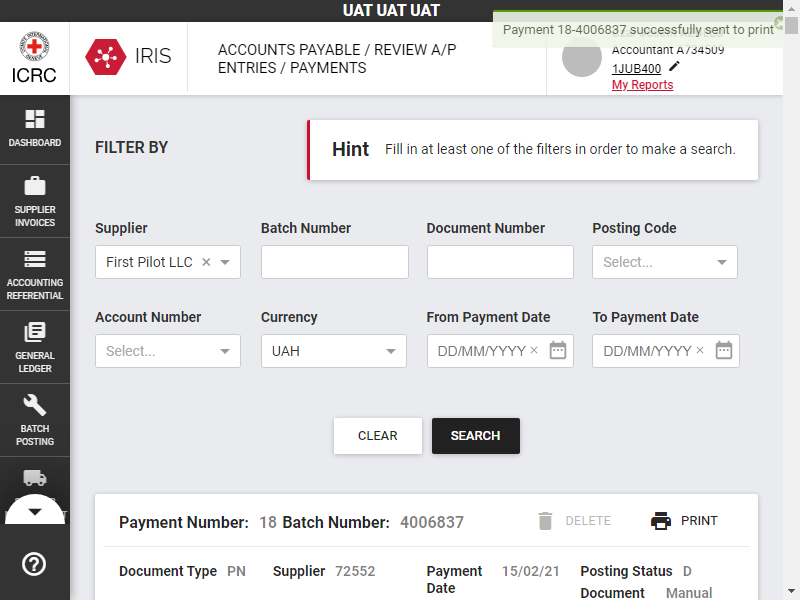 UAT UAT UAT
Payment 18-4006837 successfully sent to print
ICRC
IRIS
ACCOUNTS PAYABLE / REVIEW A/P
ENTRIES / PAYMENTS
Accountant A734509
1JUB400
My Reports
DASHBOARD
SUPPLIER
INVOICES
ACCOUNTING
REFERENTIAL
GENERAL
LEDGER
BATCH
POSTING
FILTER BY
Hint Fill in at least one of the filters in order to make a search.
Supplier Batch Number Document Number Posting Code
First Pilot LLC × Select...
Account Number Currency From Payment Date To Payment Date
Select... UAH DD/MM/YYYY × DD/MM/YYYY ×
CLEAR SEARCH
Payment Number: 18 Batch Number: 4006837 DELETE PRINT
Document Type PN Supplier 72552 Payment 15/02/21 Posting Status D
Date Document Manual